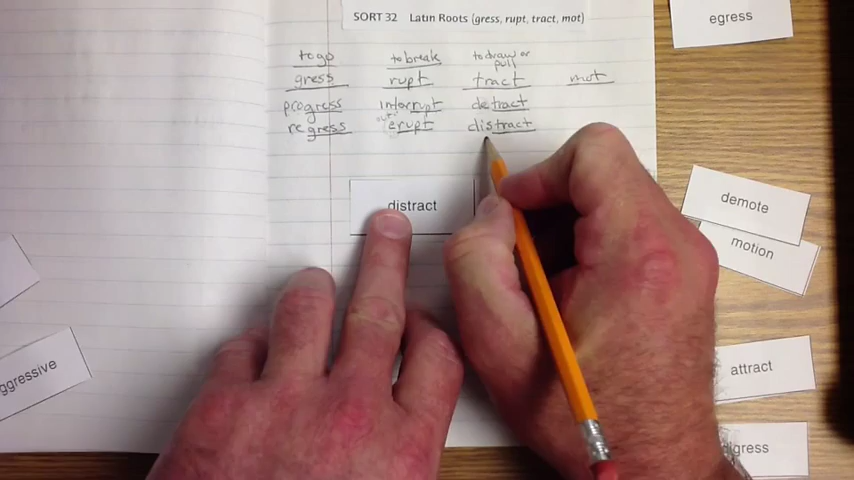 SORT 32 Latin Roots (gress, rupt, tract, mot)
to go to break to draw or pull
gress rupt tract mot
progress interrupt detract
regress erupt distract
distract
egress
demote
motion
attract
digress
ggressive